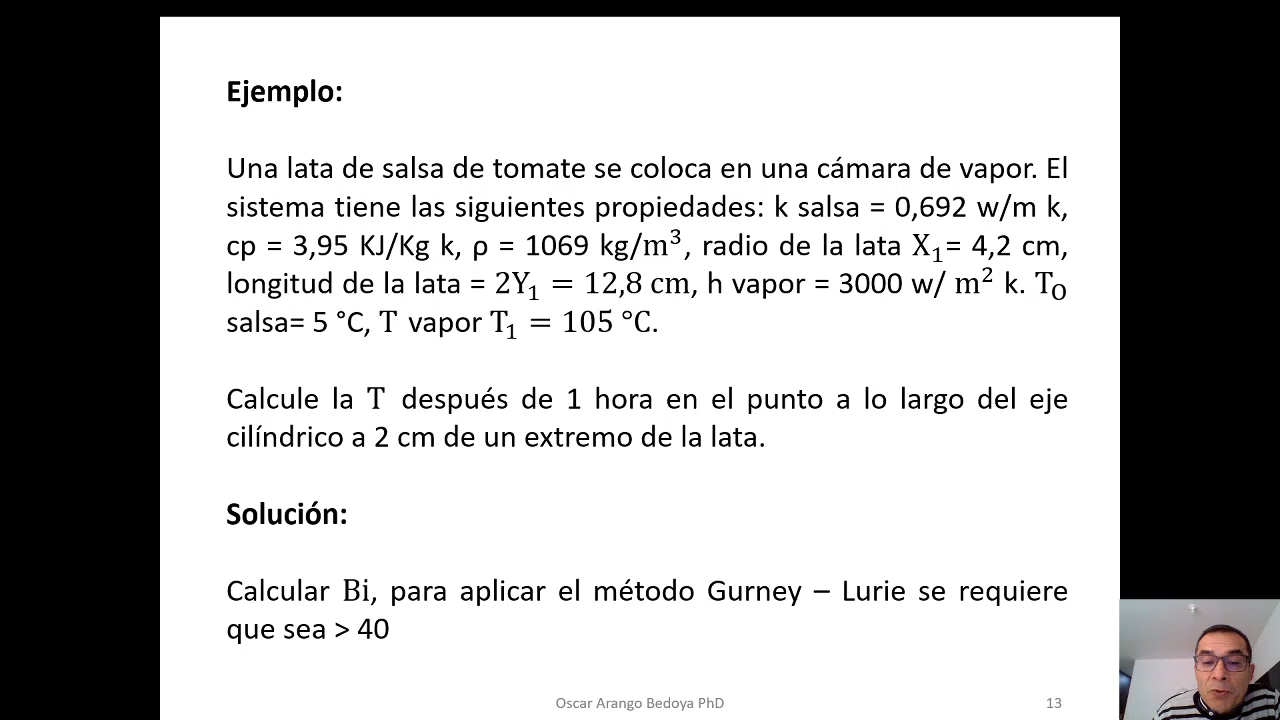 Ejemplo:
Una lata de salsa de tomate se coloca en una cámara de vapor. El
sistema tiene las siguientes propiedades: k salsa = 0,692 w/m k,
cp = 3,95 KJ/Kg k, ρ = 1069 kg/m³, radio de la lata X₁= 4,2 cm,
longitud de la lata = 2Y₁ = 12,8 cm, h vapor = 3000 w/ m² k. T₀
salsa= 5 °C, T vapor T₁ = 105 °C.
Calcule la T después de 1 hora en el punto a lo largo del eje
cilíndrico a 2 cm de un extremo de la lata.
Solución:
Calcular Bi, para aplicar el método Gurney – Lurie se requiere
que sea > 40
Oscar Arango Bedoya PhD
13